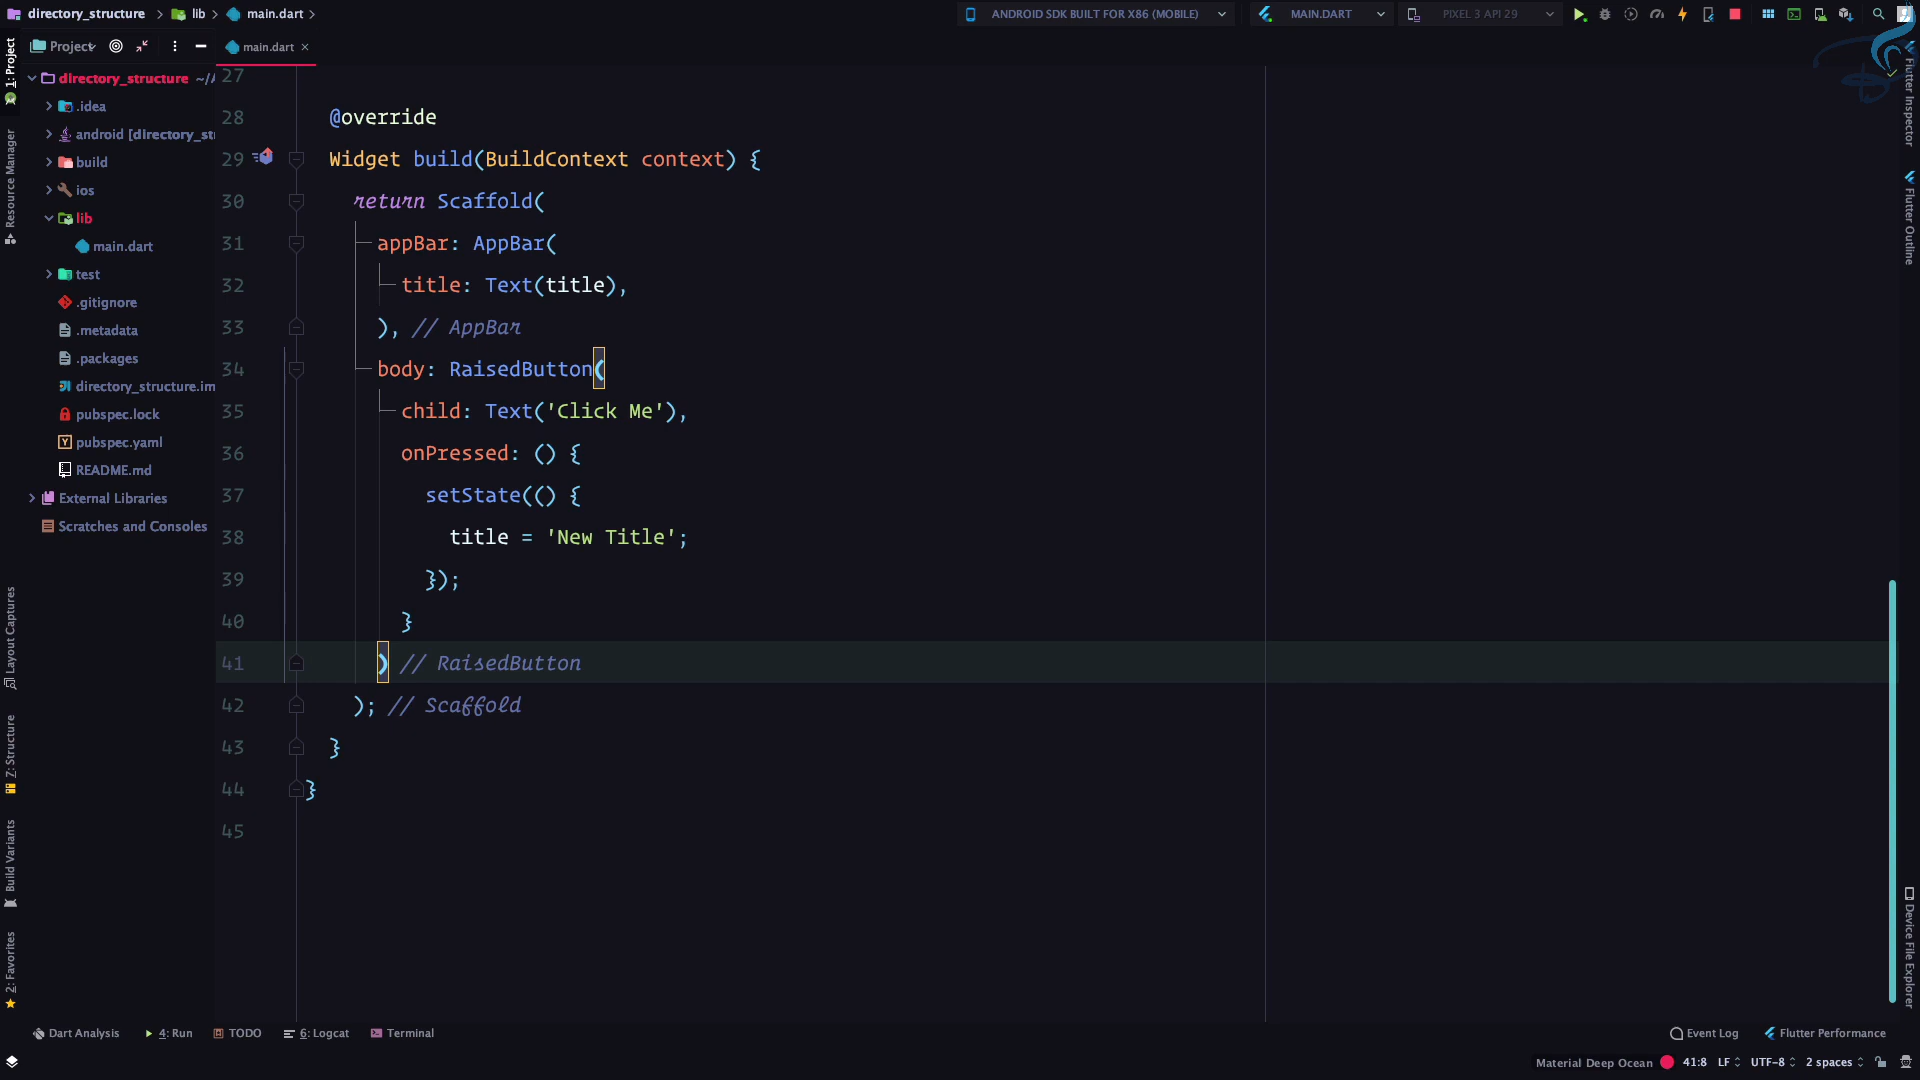 directory_structure
lib
main.dart
ANDROID SDK BUILT FOR X86 (MOBILE)
MAIN.DART
PIXEL 3 API 29
Project
main.dart
1: Project
Resource Manager
Layout Captures
Z: Structure
Build Variants
2: Favorites
directory_structure ~/
.idea
android [directory_st
build
ios
lib
main.dart
test
.gitignore
.metadata
.packages
directory_structure.im
pubspec.lock
pubspec.yaml
README.md
External Libraries
Scratches and Consoles
27
28 @override
29 Widget build(BuildContext context) {
30 return Scaffold(
31 appBar: AppBar(
32 title: Text(title),
33 ), // AppBar
34 body: RaisedButton(
35 child: Text('Click Me'),
36 onPressed: () {
37 setState(() {
38 title = 'New Title';
39 });
40 }
41 ) // RaisedButton
42 ); // Scaffold
43 }
44 }
45
Flutter Inspector
Flutter Outline
Device File Explorer
Dart Analysis
4: Run
TODO
6: Logcat
Terminal
Event Log
Flutter Performance
Material Deep Ocean
41:8
LF
UTF-8
2 spaces